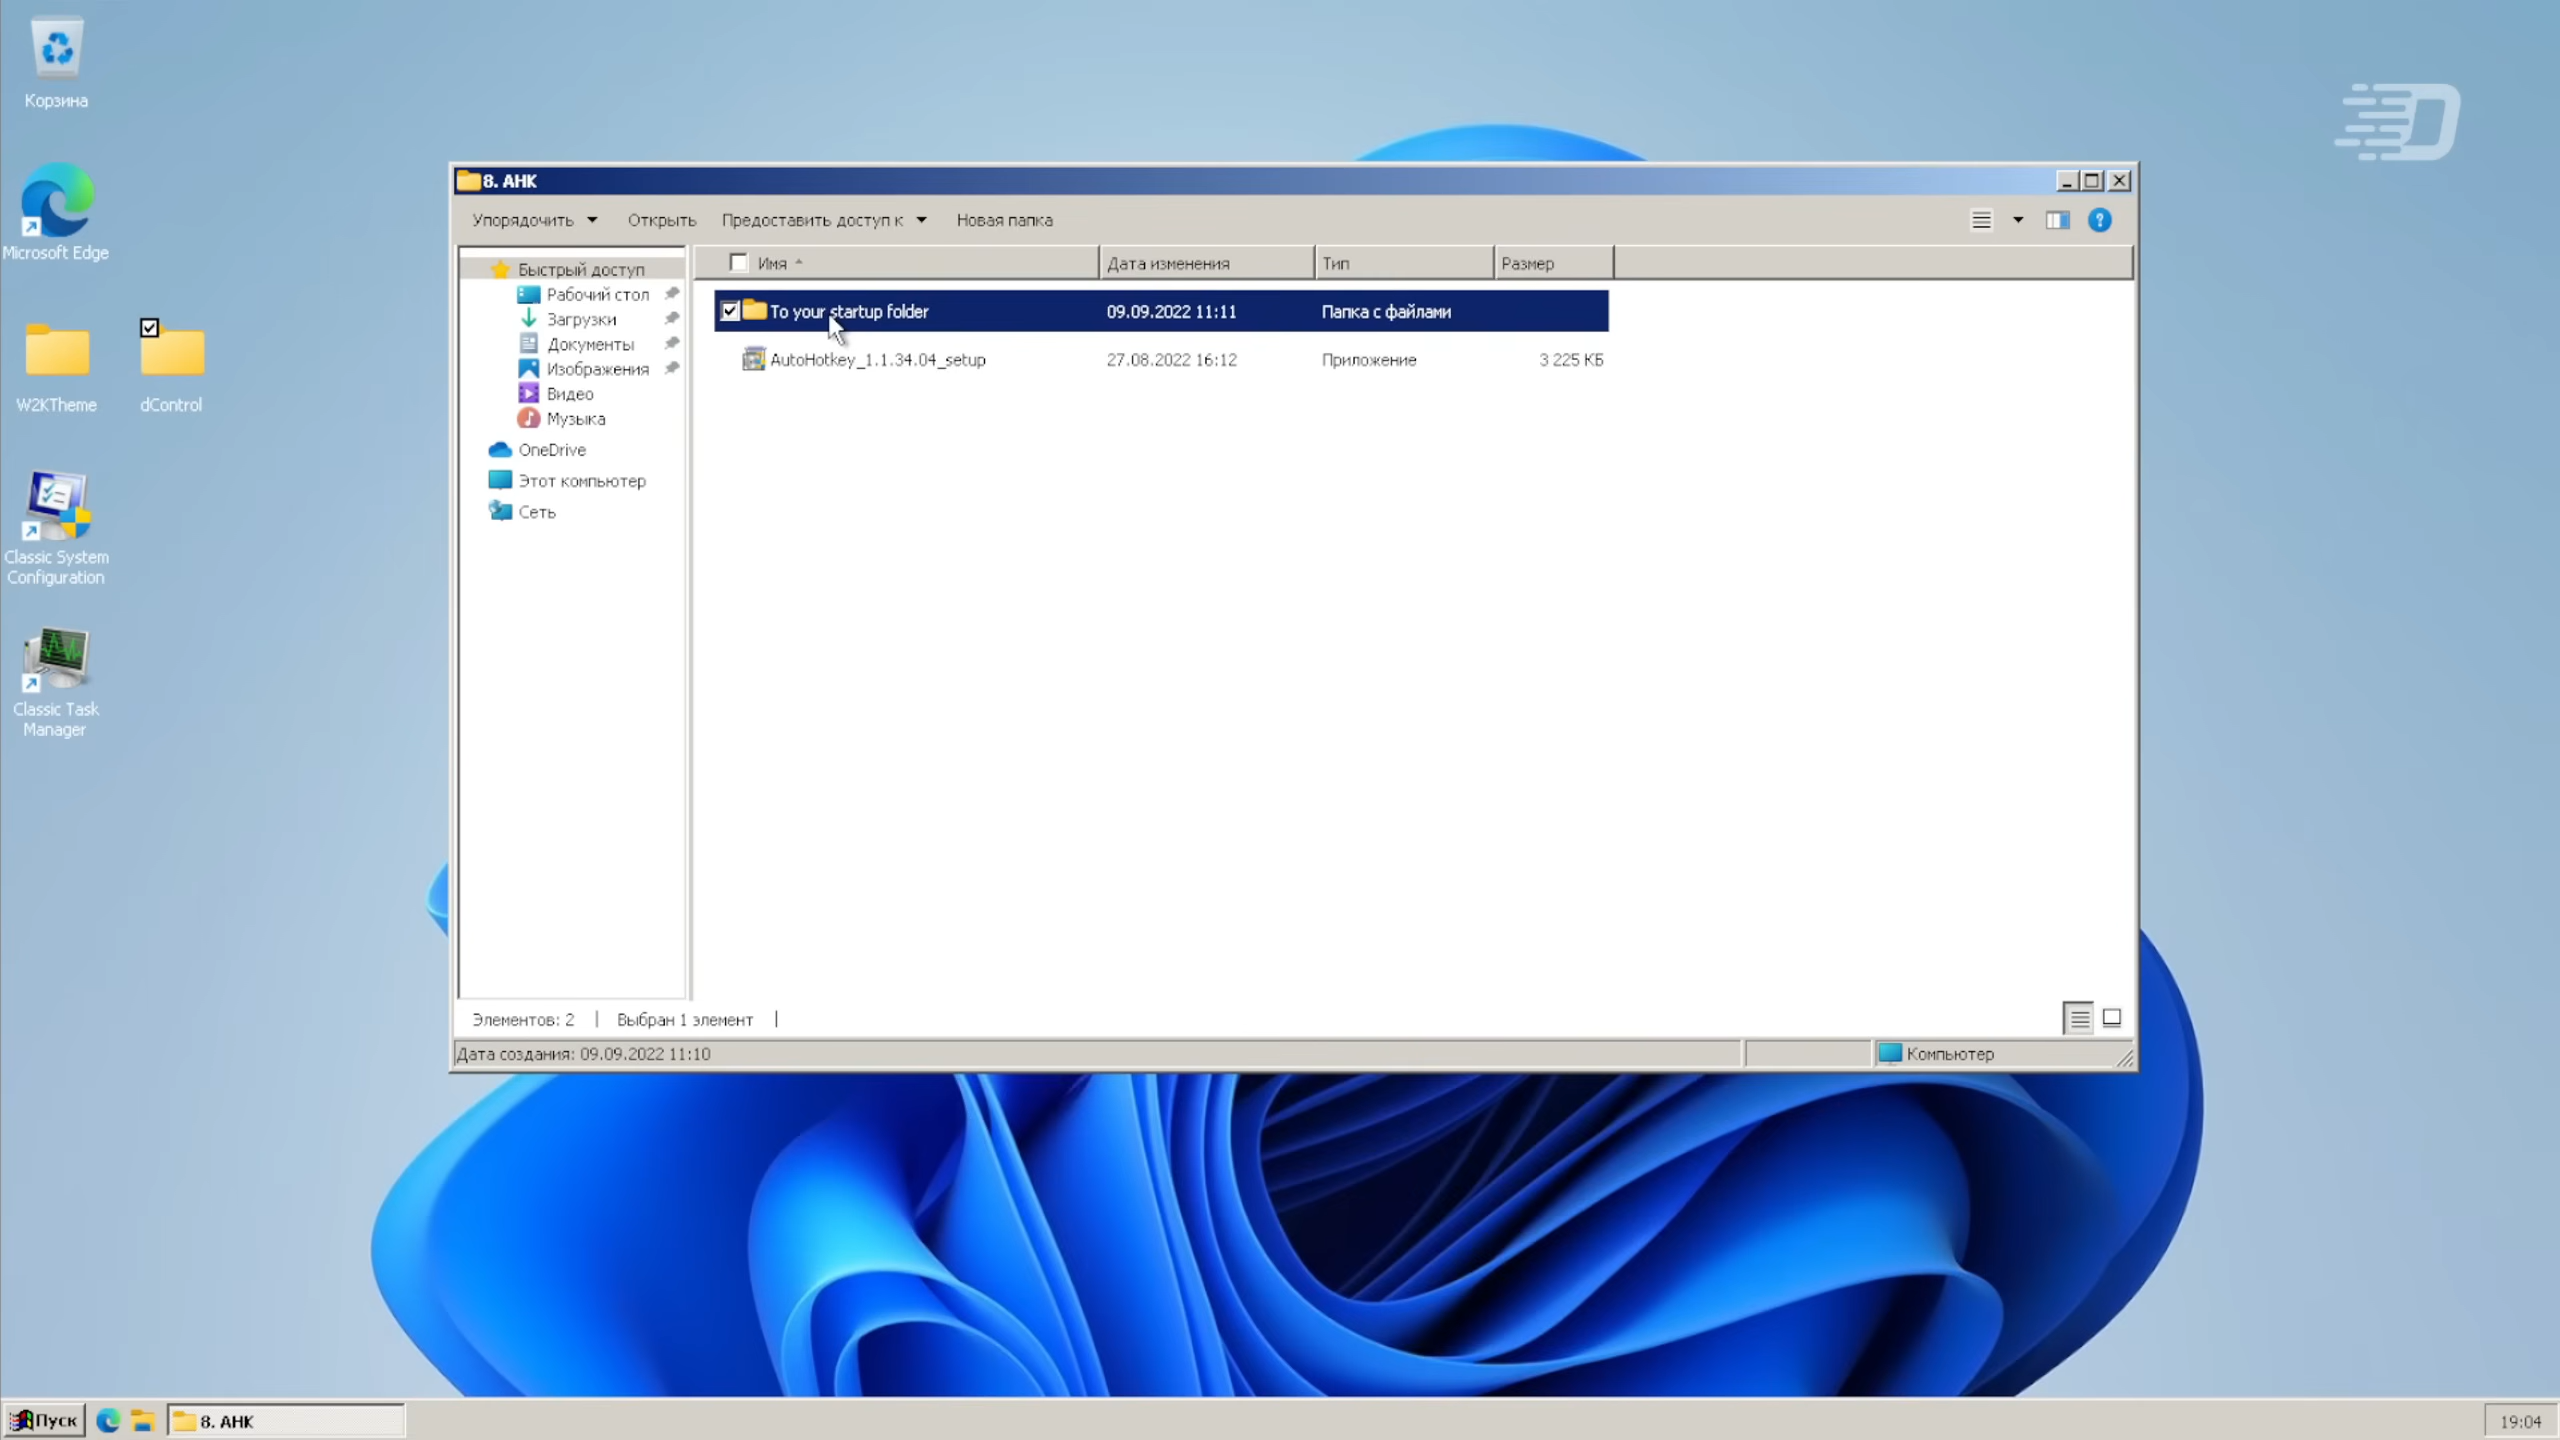 Корзина
Microsoft Edge
W2KTheme
dControl
Classic System
Configuration
Classic Task
Manager
8. AHK
Упорядочить
Открыть
Предоставить доступ к
Новая папка
Быстрый доступ
Рабочий стол
Загрузки
Документы
Изображения
Видео
Музыка
OneDrive
Этот компьютер
Сеть
Имя
Дата изменения
Тип
Размер
To your startup folder
09.09.2022 11:11
Папка с файлами
AutoHotkey_1.1.34.04_setup
27.08.2022 16:12
Приложение
3 225 КБ
Элементов: 2
Выбран 1 элемент
Дата создания: 09.09.2022 11:10
Компьютер
Пуск
8. AHK
19:04